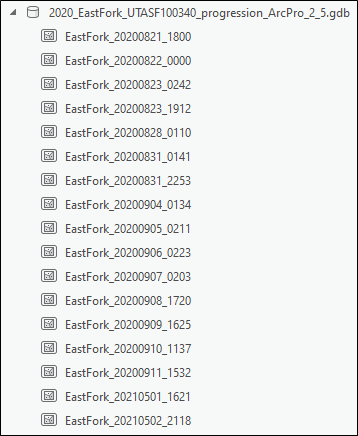 2020_EastFork_UTASF100340_progression_ArcPro_2_5.gdb
EastFork_20200821_1800
EastFork_20200822_0000
EastFork_20200823_0242
EastFork_20200823_1912
EastFork_20200828_0110
EastFork_20200831_0141
EastFork_20200831_2253
EastFork_20200904_0134
EastFork_20200905_0211
EastFork_20200906_0223
EastFork_20200907_0203
EastFork_20200908_1720
EastFork_20200909_1625
EastFork_20200910_1137
EastFork_20200911_1532
EastFork_20210501_1621
EastFork_20210502_2118